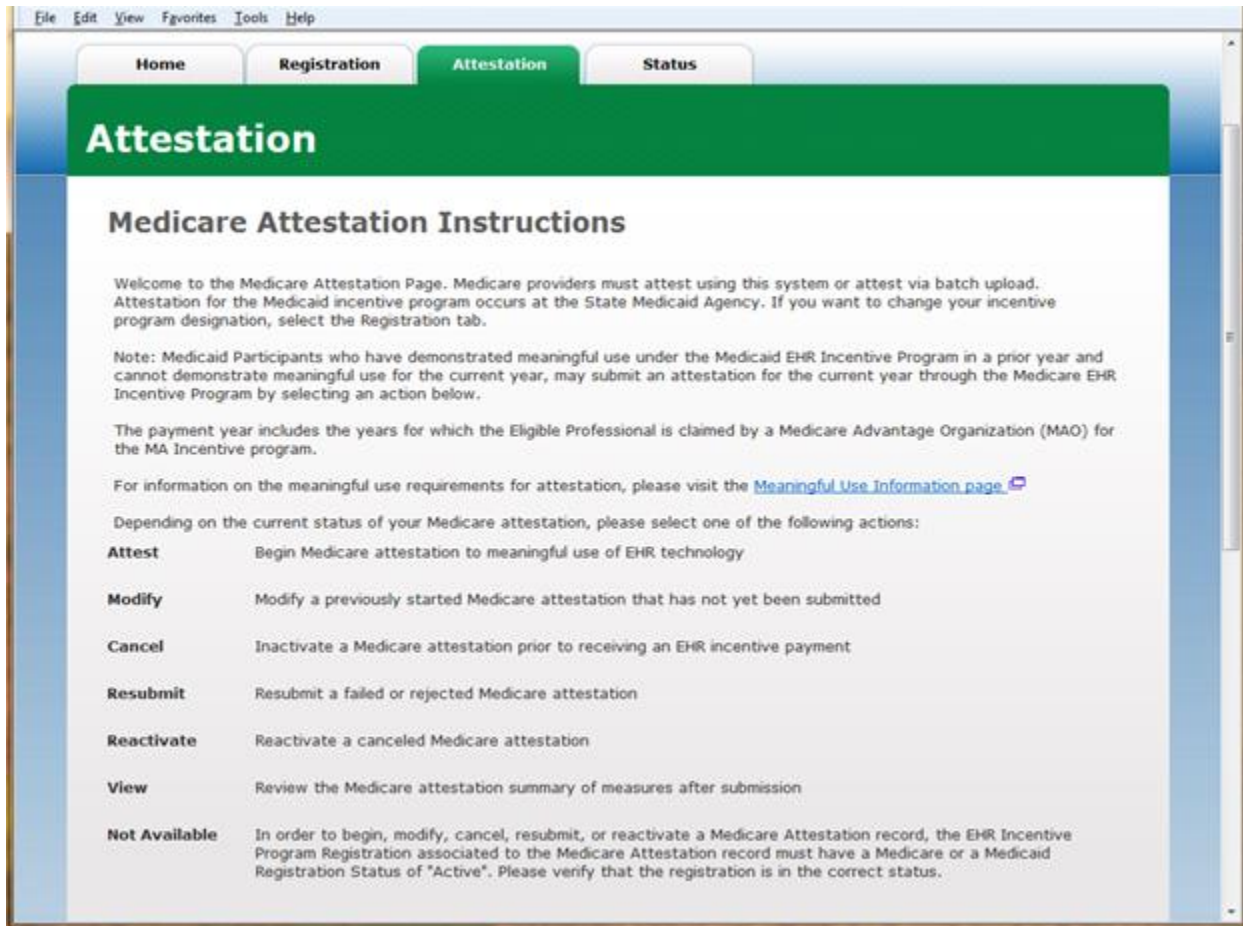 File Edit View Favorites Tools Help
Home Registration Attestation Status
Attestation
Medicare Attestation Instructions
Welcome to the Medicare Attestation Page. Medicare providers must attest using this system or attest via batch upload.
Attestation for the Medicaid incentive program occurs at the State Medicaid Agency. If you want to change your incentive
program designation, select the Registration tab.
Note: Medicaid Participants who have demonstrated meaningful use under the Medicaid EHR Incentive Program in a prior year and
cannot demonstrate meaningful use for the current year, may submit an attestation for the current year through the Medicare EHR
Incentive Program by selecting an action below.
The payment year includes the years for which the Eligible Professional is claimed by a Medicare Advantage Organization (MAO) for
the MA Incentive program.
For information on the meaningful use requirements for attestation, please visit the Meaningful Use Information page
Depending on the current status of your Medicare attestation, please select one of the following actions:
Attest Begin Medicare attestation to meaningful use of EHR technology
Modify Modify a previously started Medicare attestation that has not yet been submitted
Cancel Inactivate a Medicare attestation prior to receiving an EHR incentive payment
Resubmit Resubmit a failed or rejected Medicare attestation
Reactivate Reactivate a canceled Medicare attestation
View Review the Medicare attestation summary of measures after submission
Not Available In order to begin, modify, cancel, resubmit, or reactivate a Medicare Attestation record, the EHR Incentive
Program Registration associated to the Medicare Attestation record must have a Medicare or a Medicaid
Registration Status of "Active". Please verify that the registration is in the correct status.